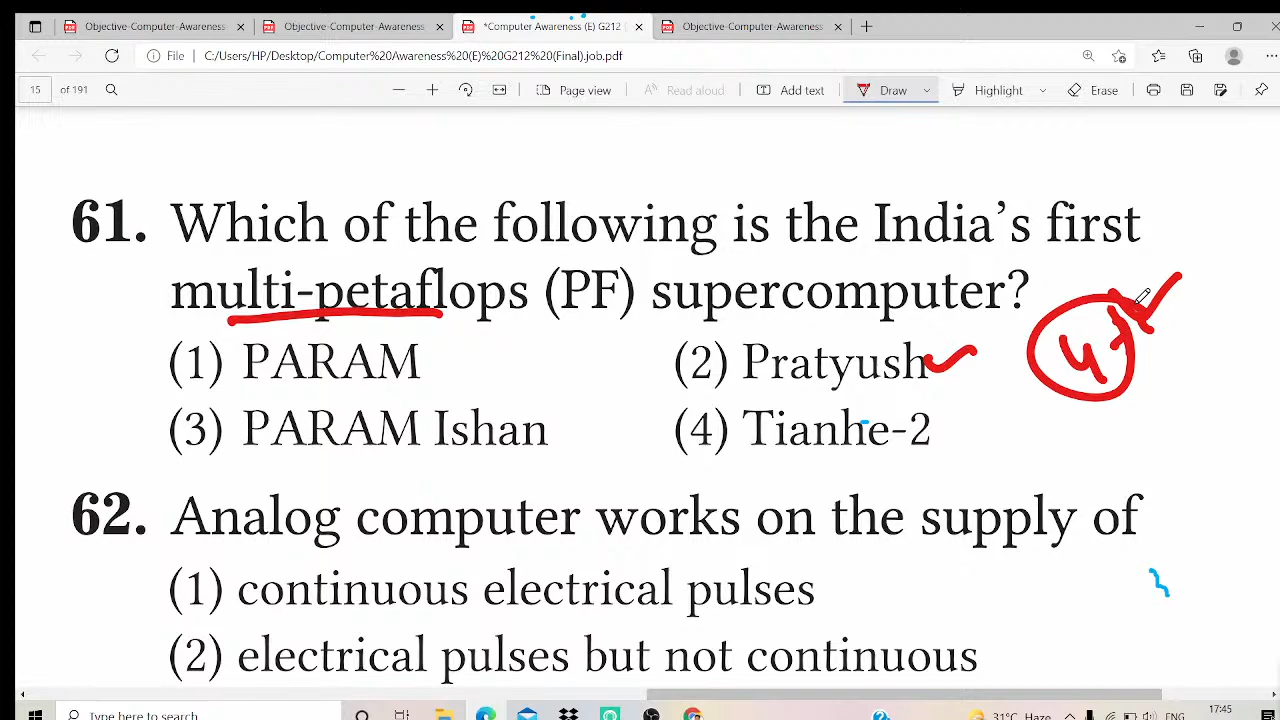 Objective-Computer-Awareness
Objective-Computer-Awareness
*Computer Awareness (E) G212
Objective-Computer-Awareness
File C:/Users/HP/Desktop/Computer%20Awareness%20(E)%20G212%20(Final).job.pdf
15 of 191 Page view Read aloud Add text Draw Highlight Erase
61. Which of the following is the India's first
multi-petaflops (PF) supercomputer?
(1) PARAM (2) Pratyush
(3) PARAM Ishan (4) Tianhe-2
62. Analog computer works on the supply of
(1) continuous electrical pulses
(2) electrical pulses but not continuous
Type here to search 31°C Haze 17:45